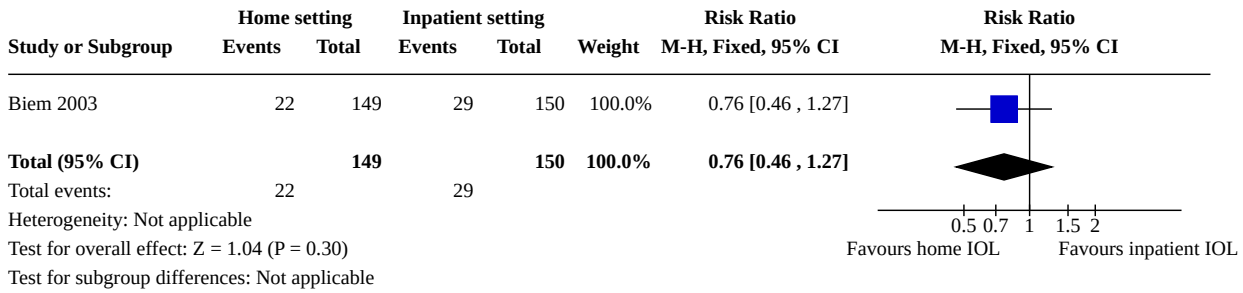 Home setting Inpatient setting Risk Ratio Risk Ratio
Study or Subgroup Events Total Events Total Weight M-H, Fixed, 95% CI M-H, Fixed, 95% CI
Biem 2003 22 149 29 150 100.0% 0.76 [0.46 , 1.27]
Total (95% CI) 149 150 100.0% 0.76 [0.46 , 1.27]
Total events: 22 29
Heterogeneity: Not applicable
0.5 0.7 1 1.5 2
Test for overall effect: Z = 1.04 (P = 0.30) Favours home IOL Favours inpatient IOL
Test for subgroup differences: Not applicable